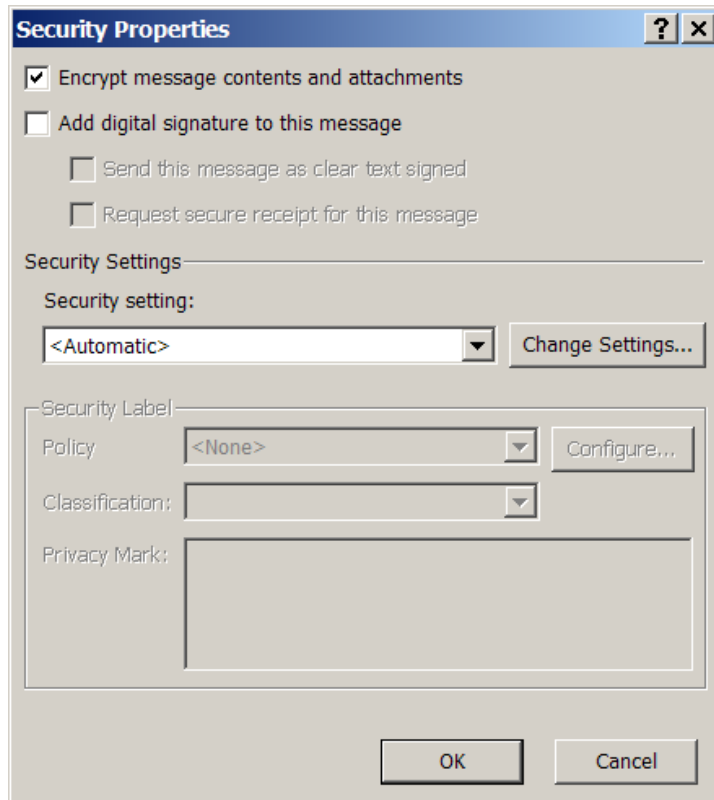 Security Properties
Encrypt message contents and attachments
Add digital signature to this message
Send this message as clear text signed
Request secure receipt for this message
Security Settings
Security setting:
<Automatic> Change Settings...
Security Label
Policy <None> Configure...
Classification:
Privacy Mark:
OK Cancel